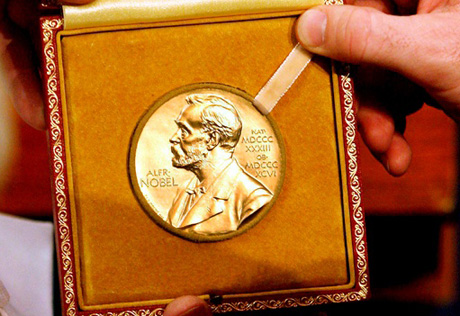 ALFR·
NOBEL
NAT·
MDCCC
XXXIII
OB·
MDCCC
XCVI